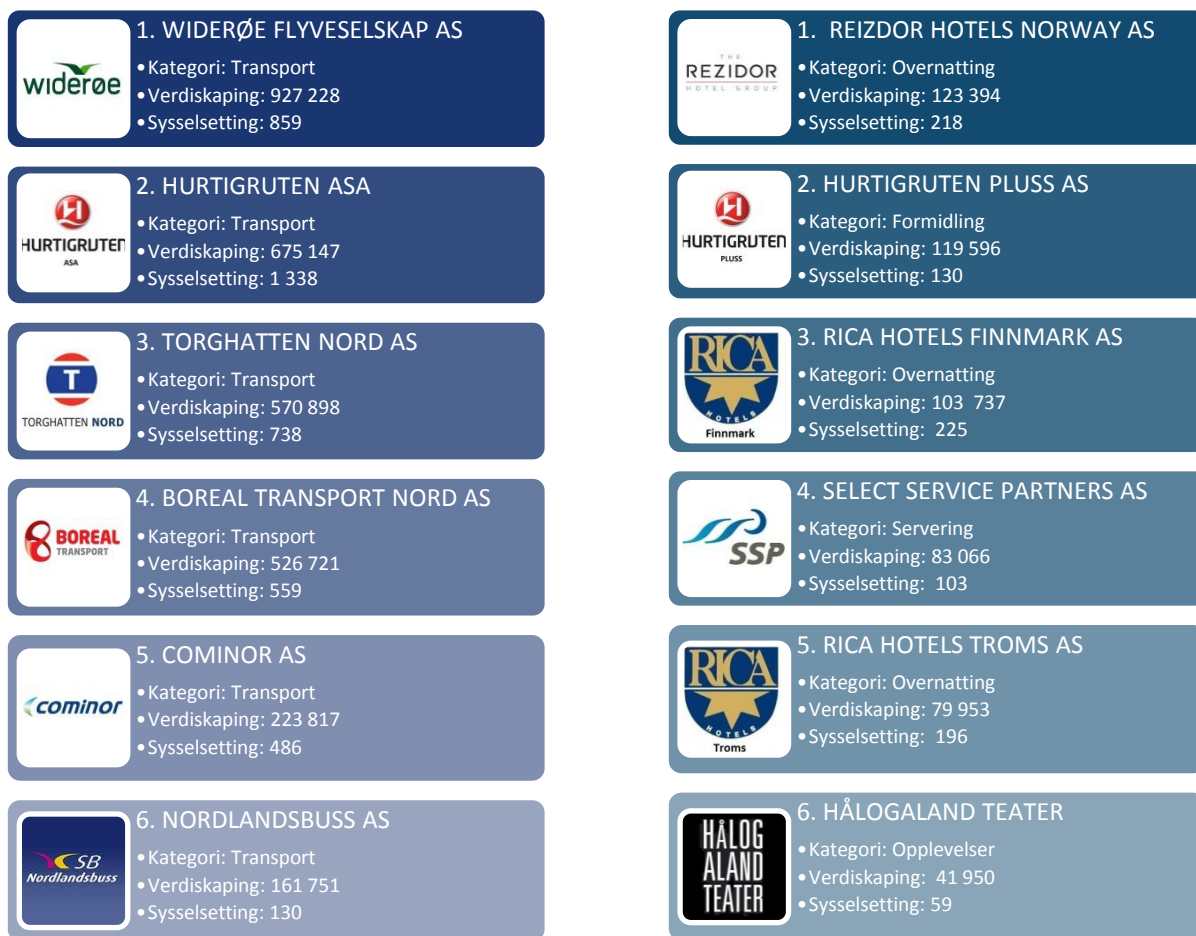 widerøe
1. WIDERØE FLYVESELSKAP AS
•Kategori: Transport
•Verdiskaping: 927 228
•Sysselsetting: 859
HURTIGRUTEN
ASA
2. HURTIGRUTEN ASA
•Kategori: Transport
•Verdiskaping: 675 147
•Sysselsetting: 1 338
T
TORGHATTEN NORD
3. TORGHATTEN NORD AS
•Kategori: Transport
•Verdiskaping: 570 898
•Sysselsetting: 738
BOREAL
TRANSPORT
4. BOREAL TRANSPORT NORD AS
•Kategori: Transport
•Verdiskaping: 526 721
•Sysselsetting: 559
cominor
5. COMINOR AS
•Kategori: Transport
•Verdiskaping: 223 817
•Sysselsetting: 486
SB
Nordlandsbuss
6. NORDLANDSBUSS AS
•Kategori: Transport
•Verdiskaping: 161 751
•Sysselsetting: 130
THE
REZIDOR
HOTEL GROUP
1. REIZDOR HOTELS NORWAY AS
•Kategori: Overnatting
•Verdiskaping: 123 394
•Sysselsetting: 218
HURTIGRUTEN
PLUSS
2. HURTIGRUTEN PLUSS AS
•Kategori: Formidling
•Verdiskaping: 119 596
•Sysselsetting: 130
RICA
HOTELS
Finnmark
3. RICA HOTELS FINNMARK AS
•Kategori: Overnatting
•Verdiskaping: 103 737
•Sysselsetting: 225
SSP
4. SELECT SERVICE PARTNERS AS
•Kategori: Servering
•Verdiskaping: 83 066
•Sysselsetting: 103
RICA
HOTELS
Troms
5. RICA HOTELS TROMS AS
•Kategori: Overnatting
•Verdiskaping: 79 953
•Sysselsetting: 196
HÅLOG
ALAND
TEATER
6. HÅLOGALAND TEATER
•Kategori: Opplevelser
•Verdiskaping: 41 950
•Sysselsetting: 59